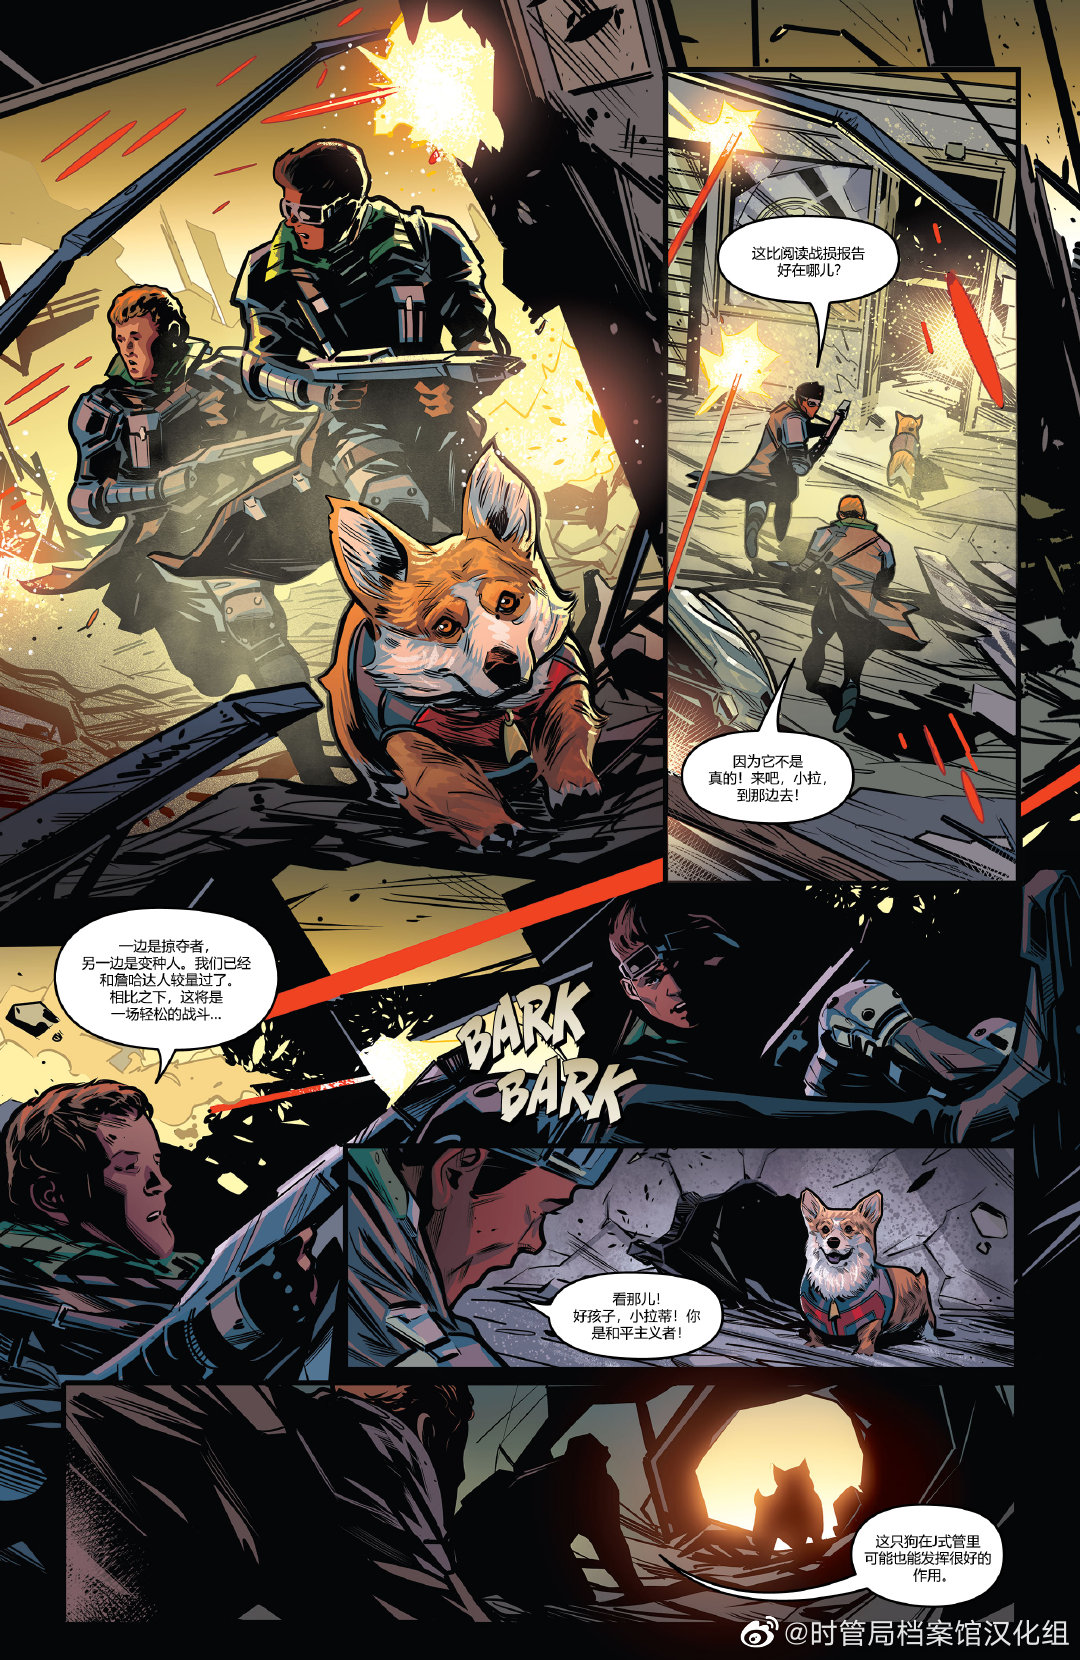 这比阅读战损报告
好在哪儿？
因为它不是
真的！来吧，小拉，
到那边去！
一边是掠夺者，
另一边是变种人。我们已经
和詹哈达人较量过了。
相比之下，这将是
一场轻松的战斗...
BARK
BARK
看那儿！
好孩子，小拉蒂！你
是和平主义者！
这只狗在J式管里
可能也能发挥很好的
作用。
@时管局档案馆汉化组